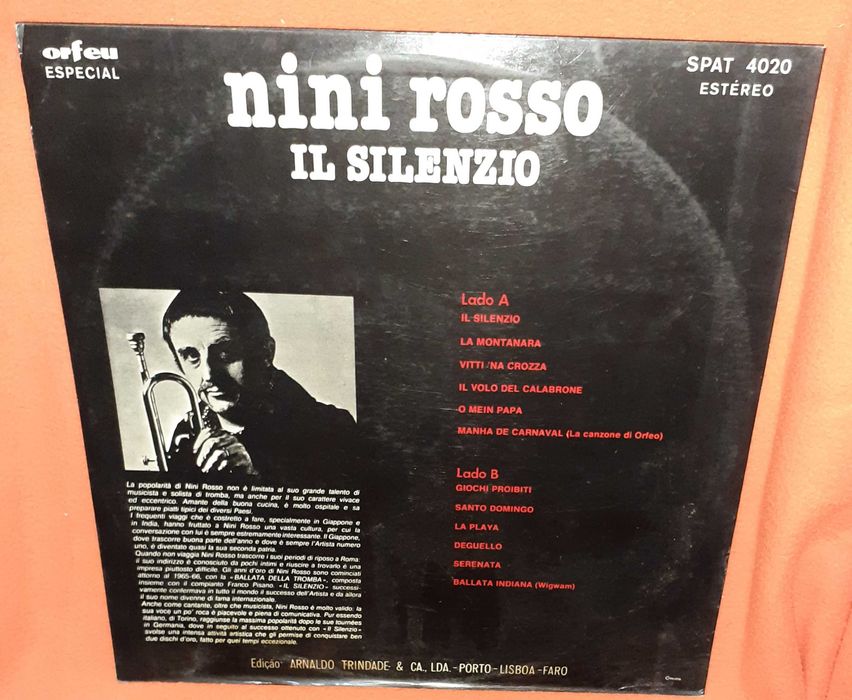 orfeu
ESPECIAL
SPAT 4020
ESTÉREO
nini rosso
IL SILENZIO
Lado A
IL SILENZIO
LA MONTANARA
VITTI 'NA CROZZA
IL VOLO DEL CALABRONE
O MEIN PAPA
MANHA DE CARNAVAL (La canzone di Orfeo)
Lado B
GIOCHI PROIBITI
SANTO DOMINGO
LA PLAYA
DEGUELLO
SERENATA
BALLATA INDIANA (Wigwam)
La popolarità di Nini Rosso non è limitata al suo grande talento di
musicista e solista di tromba, ma anche per il suo carattere vivace
ed eccentrico. Amante della buona cucina, è molto ospitale e sa
preparare piatti tipici dei diversi Paesi.
I frequenti viaggi che è costretto a fare, specialmente in Giappone e
in India, hanno fruttato a Nini Rosso una vasta cultura, per cui la
conversazione con lui è sempre estremamente interessante. Il Giappone,
dove trascorre buona parte dell'anno e dove è sempre l'Artista numero
uno, è diventato quasi la sua seconda patria.
Quando non viaggia Nini Rosso trascorre i suoi periodi di riposo a Roma:
il suo indirizzo è conosciuto da pochi intimi e riuscire a trovarlo è una
impresa piuttosto difficile. Gli anni d'oro di Nini Rosso sono cominciati
attorno al 1965-66, con la «BALLATA DELLA TROMBA», composta
insieme con il compianto Franco Pisano. «IL SILENZIO» successi-
vamente confermava in tutto il mondo il successo dell'Artista e da allora
il suo nome divenne di fama internazionale.
Anche come cantante, oltre che musicista, Nini Rosso è molto valido: la
sua voce un po' roca è piacevole e piena di comunicativa. Pur essendo
italiano, di Torino, raggiunse la massima popolarità dopo le sue tournées
in Germania, dove in seguito al successo ottenuto con «Il Silenzio»
svolse una intensa attività artistica che gli permise di conquistare ben
due dischi d'oro, fatto per quei tempi eccezionale.
Edição ARNALDO TRINDADE & CA., LDA.-PORTO-LISBOA-FARO